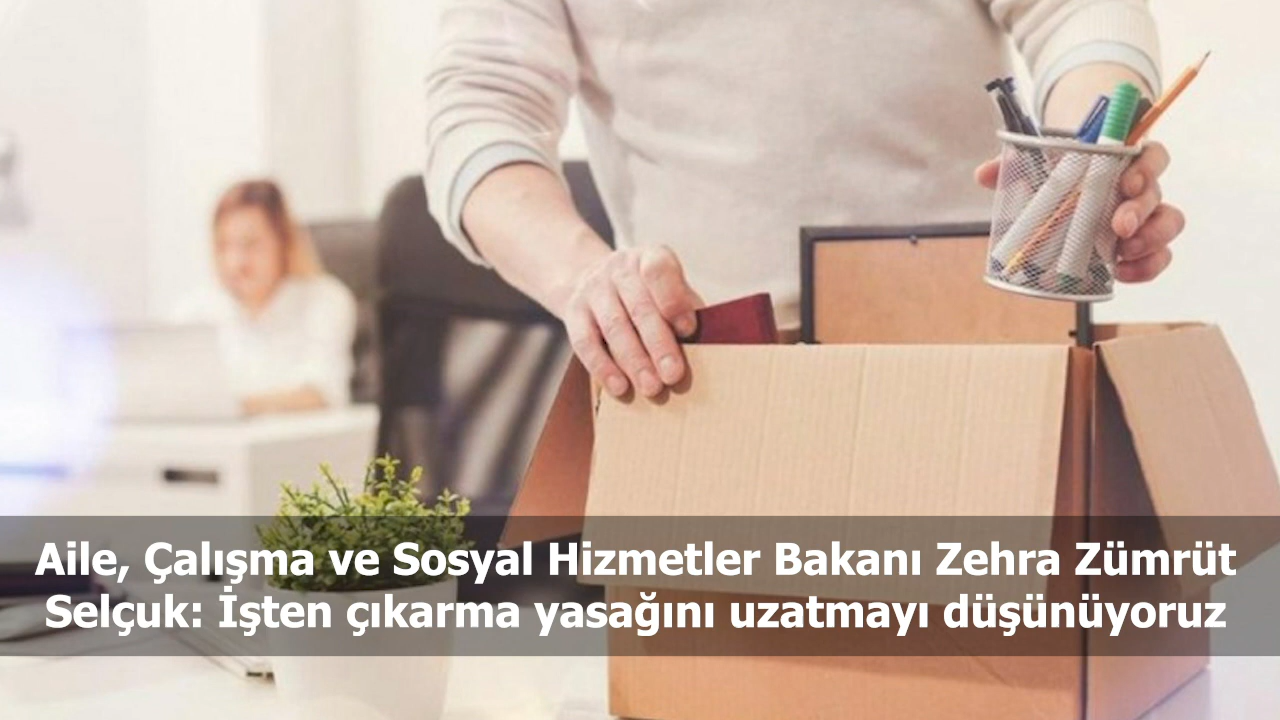 Aile, Çalışma ve Sosyal Hizmetler Bakanı Zehra Zümrüt
Selçuk: İşten çıkarma yasağını uzatmayı düşünüyoruz